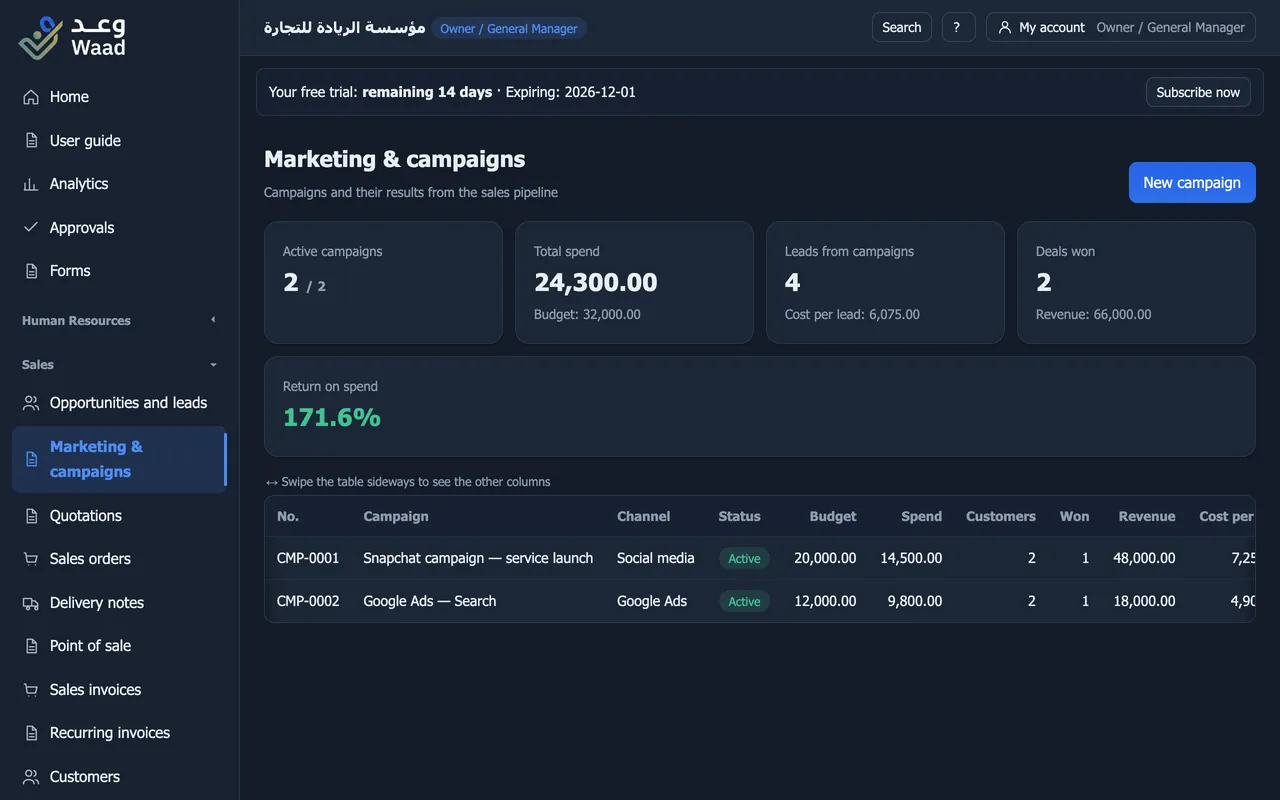 وعد
Waad
Home
User guide
Analytics
Approvals
Forms
Human Resources
Sales
Opportunities and leads
Marketing &
campaigns
Quotations
Sales orders
Delivery notes
Point of sale
Sales invoices
Recurring invoices
Customers
مؤسسة الريادة للتجارة Owner / General Manager
Search ? My account Owner / General Manager
Your free trial: remaining 14 days · Expiring: 2026-12-01 Subscribe now
Marketing & campaigns
Campaigns and their results from the sales pipeline
New campaign
Active campaigns
2 / 2
Total spend
24,300.00
Budget: 32,000.00
Leads from campaigns
4
Cost per lead: 6,075.00
Deals won
2
Revenue: 66,000.00
Return on spend
171.6%
↔ Swipe the table sideways to see the other columns
No. Campaign Channel Status Budget Spend Customers Won Revenue Cost per
CMP-0001 Snapchat campaign — service launch Social media Active 20,000.00 14,500.00 2 1 48,000.00 7,25
CMP-0002 Google Ads — Search Google Ads Active 12,000.00 9,800.00 2 1 18,000.00 4,90